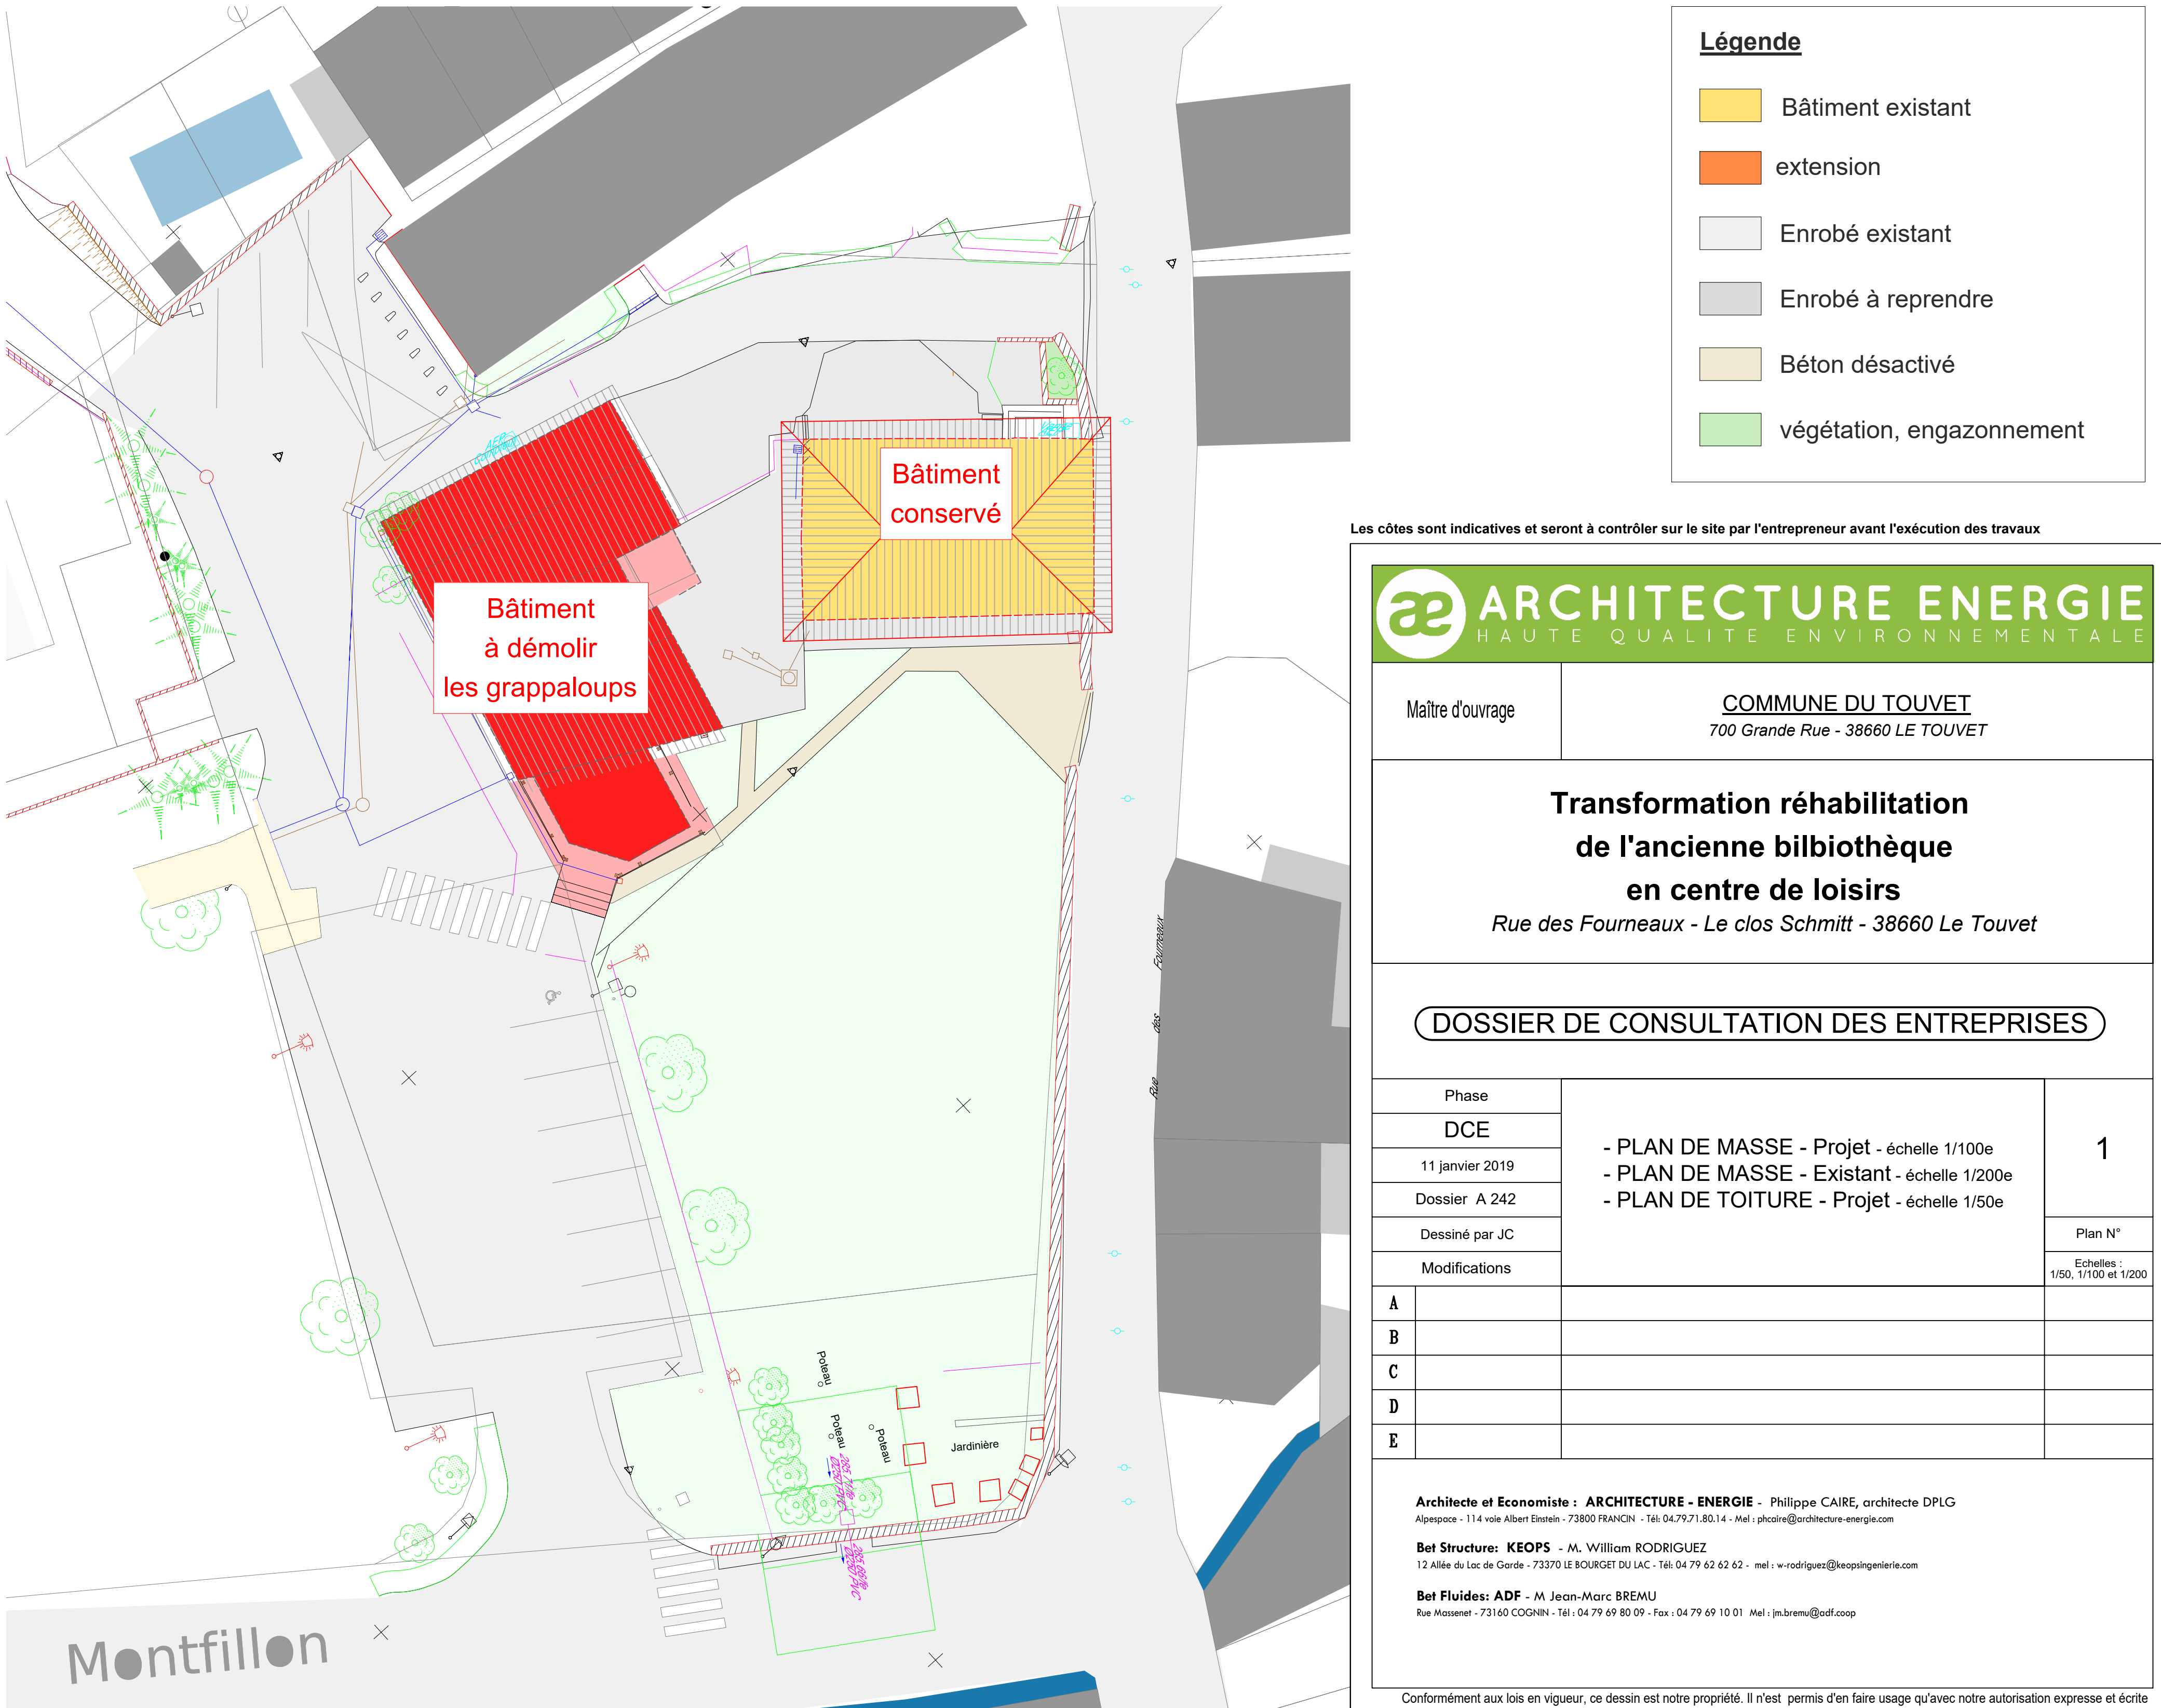 Légende
Bâtiment existant
extension
Enrobé existant
Enrobé à reprendre
Béton désactivé
végétation, engazonnement
Bâtiment
conservé
Bâtiment
à démolir
les grappaloups
Rue des Fourneaux
Poteau
Poteau
Poteau
Jardinière
Montfillon
Les côtes sont indicatives et seront à contrôler sur le site par l'entrepreneur avant l'exécution des travaux
æ ARCHITECTURE ENERGIE
HAUTE QUALITE ENVIRONNEMENTALE
Maître d'ouvrage
COMMUNE DU TOUVET
700 Grande Rue - 38660 LE TOUVET
Transformation réhabilitation
de l'ancienne bilbiothèque
en centre de loisirs
Rue des Fourneaux - Le clos Schmitt - 38660 Le Touvet
DOSSIER DE CONSULTATION DES ENTREPRISES
Phase
DCE
11 janvier 2019
Dossier A 242
Dessiné par JC
Modifications
- PLAN DE MASSE - Projet - échelle 1/100e
- PLAN DE MASSE - Existant - échelle 1/200e
- PLAN DE TOITURE - Projet - échelle 1/50e
1
Plan N°
Echelles :
1/50, 1/100 et 1/200
A
B
C
D
E
Architecte et Economiste : ARCHITECTURE - ENERGIE - Philippe CAIRE, architecte DPLG
Alpespace - 114 voie Albert Einstein - 73800 FRANCIN - Tél: 04.79.71.80.14 - Mel : phcaire@architecture-energie.com
Bet Structure: KEOPS - M. William RODRIGUEZ
12 Allée du Lac de Garde - 73370 LE BOURGET DU LAC - Tél: 04 79 62 62 62 - mel : w-rodriguez@keopsingenierie.com
Bet Fluides: ADF - M Jean-Marc BREMU
Rue Massenet - 73160 COGNIN - Tél : 04 79 69 80 09 - Fax : 04 79 69 10 01 Mel : jm.bremu@adf.coop
Conformément aux lois en vigueur, ce dessin est notre propriété. Il n'est permis d'en faire usage qu'avec notre autorisation expresse et écrite